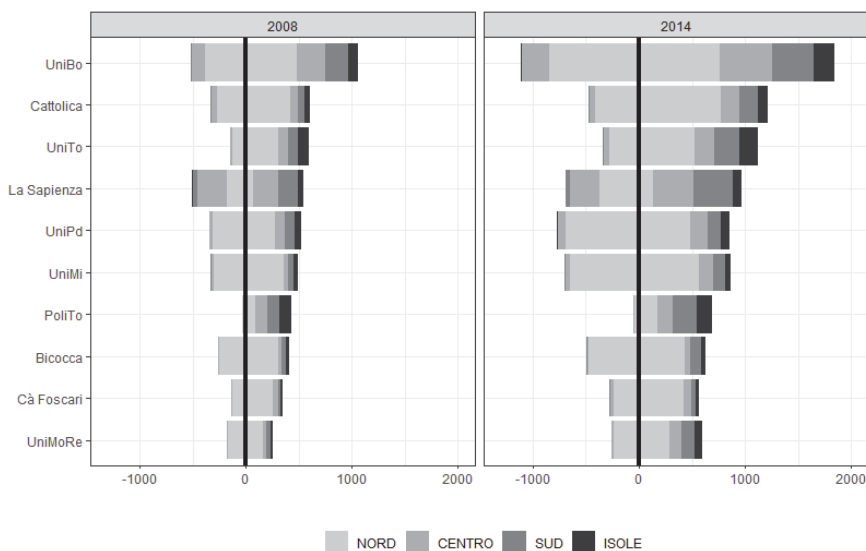 2008
2014
UniBo
Cattolica
UniTo
La Sapienza
UniPd
UniMi
PoliTo
Bicocca
Cà Foscari
UniMoRe
-1000 0 1000 2000
-1000 0 1000 2000
NORD CENTRO SUD ISOLE